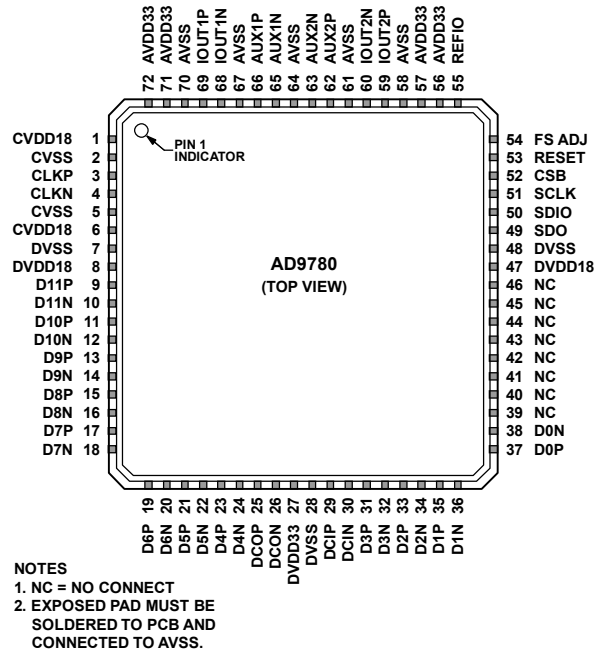 72 AVDD33
71 AVDD33
70 AVSS
69 IOUT1P
68 IOUT1N
67 AVSS
66 AUX1P
65 AUX1N
64 AVSS
63 AUX2N
62 AUX2P
61 AVSS
60 IOUT2N
59 IOUT2P
58 AVSS
57 AVDD33
56 AVDD33
55 REFIO
CVDD18 1
CVSS 2
CLKP 3
CLKN 4
CVSS 5
CVDD18 6
DVSS 7
DVDD18 8
D11P 9
D11N 10
D10P 11
D10N 12
D9P 13
D9N 14
D8P 15
D8N 16
D7P 17
D7N 18
PIN 1
INDICATOR
AD9780
(TOP VIEW)
54 FS ADJ
53 RESET
52 CSB
51 SCLK
50 SDIO
49 SDO
48 DVSS
47 DVDD18
46 NC
45 NC
44 NC
43 NC
42 NC
41 NC
40 NC
39 NC
38 D0N
37 D0P
D6P 19
D6N 20
D5P 21
D5N 22
D4P 23
D4N 24
DCOP 25
DCON 26
DVDD33 27
DVSS 28
DCIP 29
DCIN 30
D3P 31
D3N 32
D2P 33
D2N 34
D1P 35
D1N 36
NOTES
1. NC = NO CONNECT
2. EXPOSED PAD MUST BE
SOLDERED TO PCB AND
CONNECTED TO AVSS.